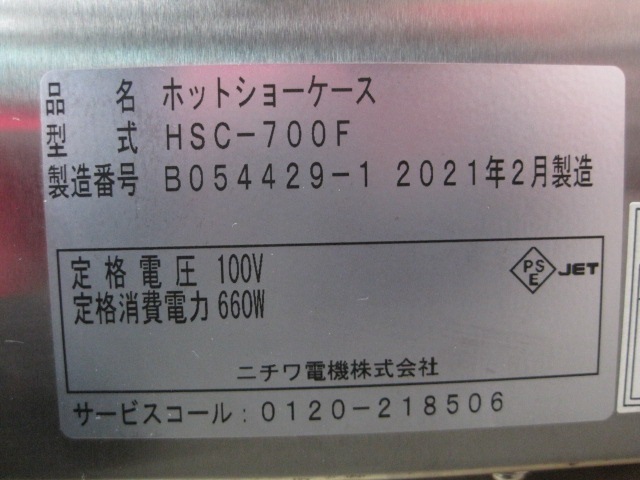 品名 ホットショーケース
型式 HSC-700F
製造番号 B054429-1 2021年2月製造
定格電圧 100V
定格消費電力 660W
PSE JET
ニチワ電機株式会社
サービスコール:0120-218506